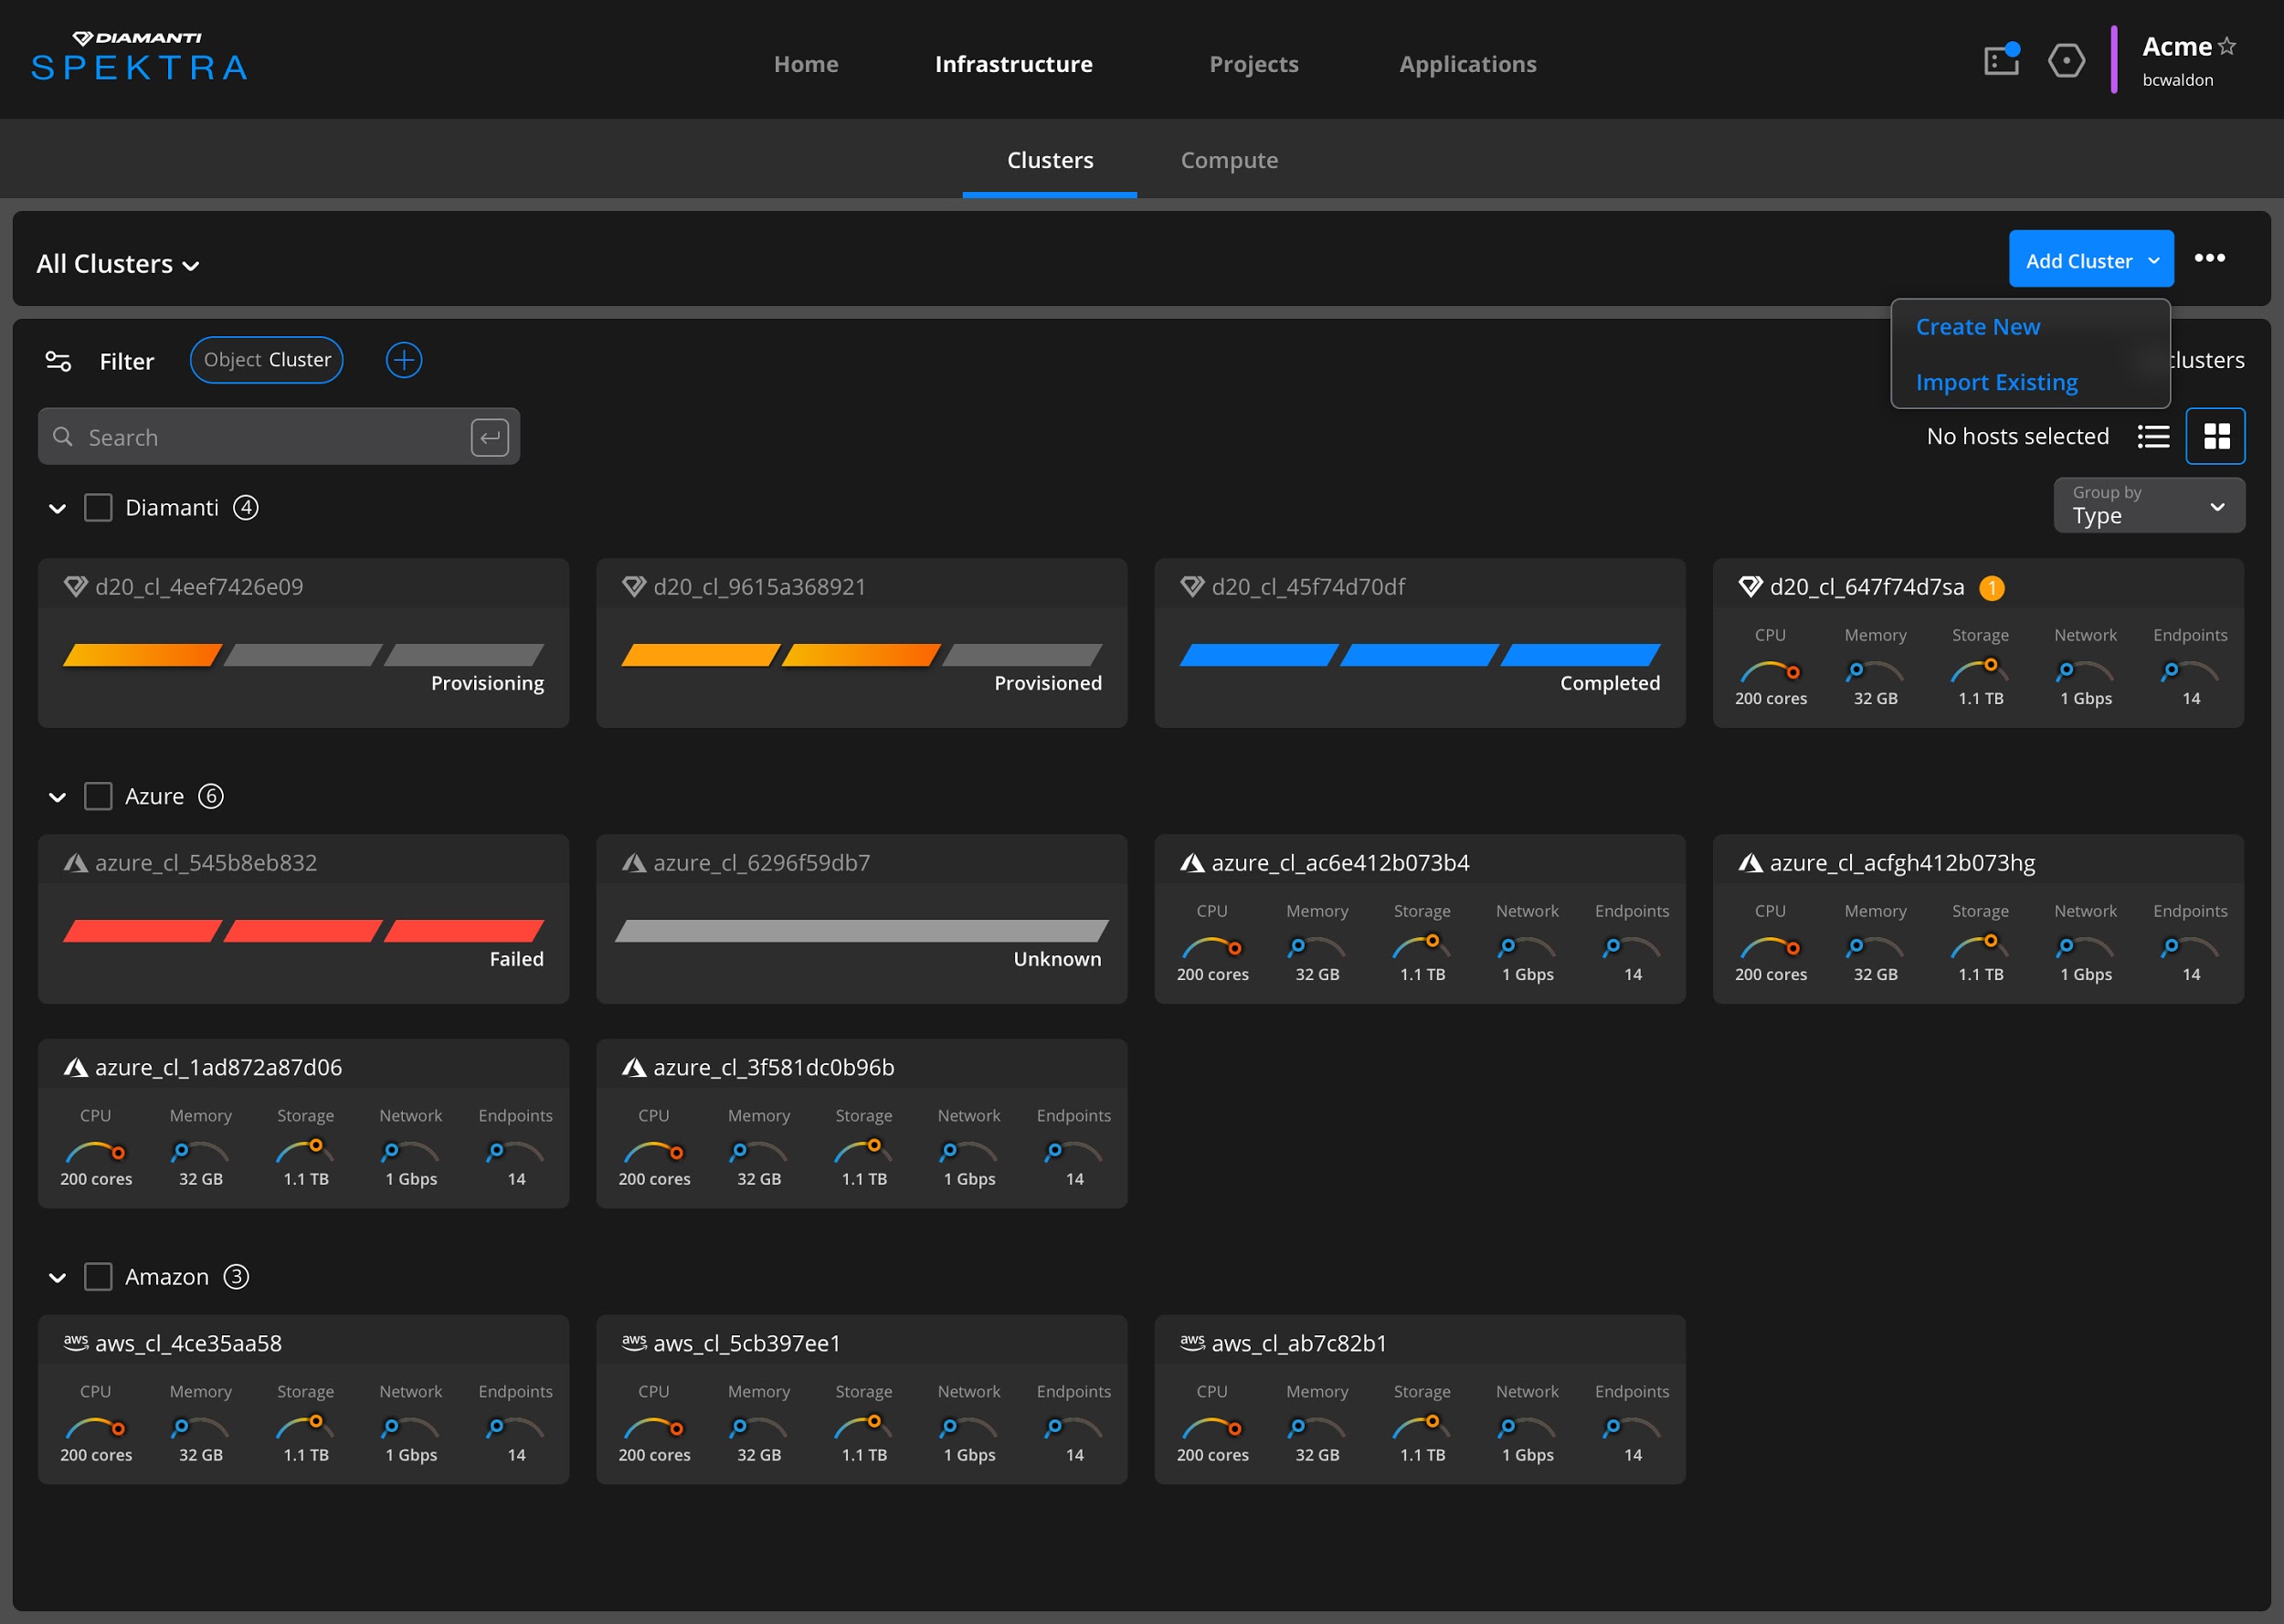 DIAMANTI
SPEKTRA
Home
Infrastructure
Projects
Applications
Acme
bcwaldon
Clusters
Compute
All Clusters
Add Cluster
Create New
Import Existing
Filter
Object Cluster
clusters
Search
No hosts selected
Diamanti 4
Group by
Type
d20_cl_4eef7426e09
Provisioning
d20_cl_9615a368921
Provisioned
d20_cl_45f74d70df
Completed
d20_cl_647f74d7sa 1
CPU Memory Storage Network Endpoints
200 cores 32 GB 1.1 TB 1 Gbps 14
Azure 6
azure_cl_545b8eb832
Failed
azure_cl_6296f59db7
Unknown
azure_cl_ac6e412b073b4
CPU Memory Storage Network Endpoints
200 cores 32 GB 1.1 TB 1 Gbps 14
azure_cl_acfgh412b073hg
CPU Memory Storage Network Endpoints
200 cores 32 GB 1.1 TB 1 Gbps 14
azure_cl_1ad872a87d06
CPU Memory Storage Network Endpoints
200 cores 32 GB 1.1 TB 1 Gbps 14
azure_cl_3f581dc0b96b
CPU Memory Storage Network Endpoints
200 cores 32 GB 1.1 TB 1 Gbps 14
Amazon 3
aws aws_cl_4ce35aa58
CPU Memory Storage Network Endpoints
200 cores 32 GB 1.1 TB 1 Gbps 14
aws aws_cl_5cb397ee1
CPU Memory Storage Network Endpoints
200 cores 32 GB 1.1 TB 1 Gbps 14
aws aws_cl_ab7c82b1
CPU Memory Storage Network Endpoints
200 cores 32 GB 1.1 TB 1 Gbps 14